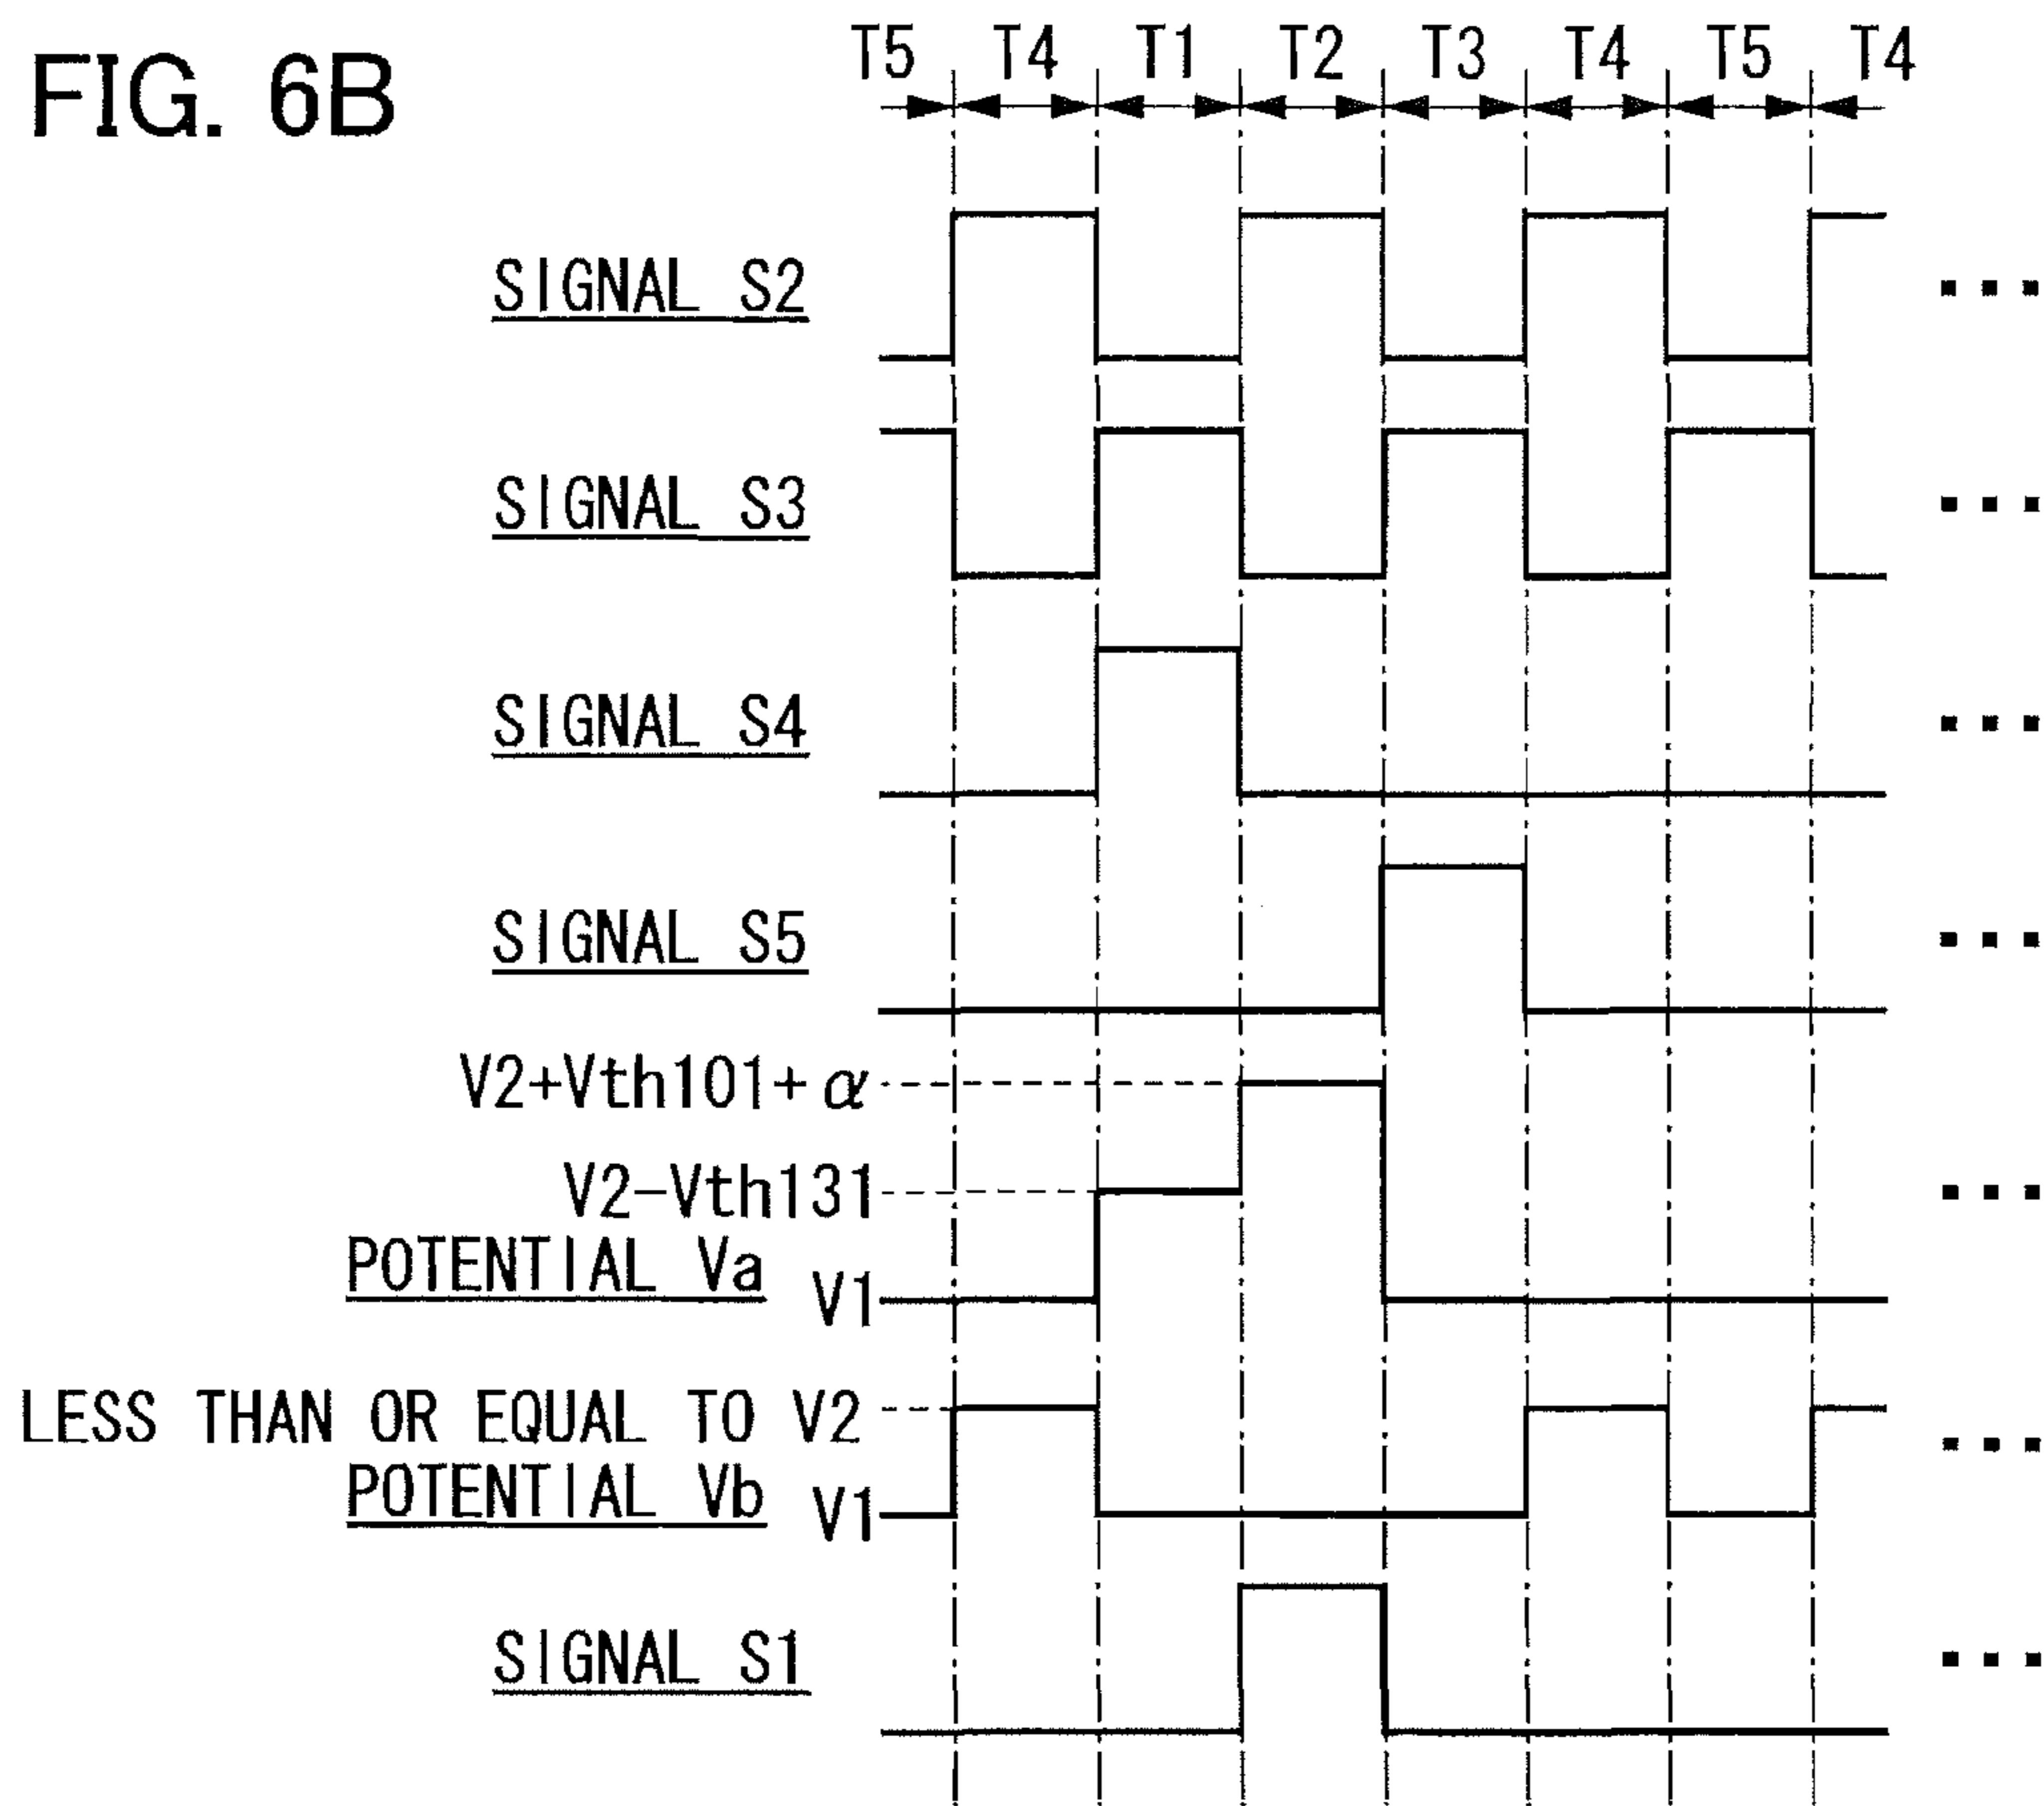 FIG. 6B
T5 T4 T1 T2 T3 T4 T5 T4
SIGNAL S2
SIGNAL S3
SIGNAL S4
SIGNAL S5
V2+Vth101+α
V2-Vth131
POTENTIAL Va V1
LESS THAN OR EQUAL TO V2
POTENTIAL Vb V1
SIGNAL S1